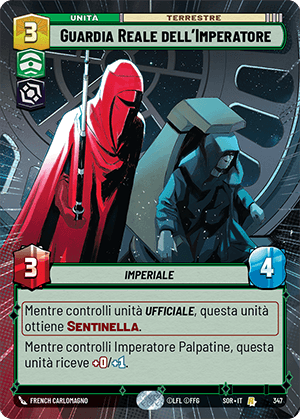 UNITÀ
TERRESTRE
3
GUARDIA REALE DELL'IMPERATORE
3
IMPERIALE
4
Mentre controlli unità UFFICIALE, questa unità
ottiene SENTINELLA.
Mentre controlli Imperatore Palpatine, questa
unità riceve +0/+1.
FRENCH CARLOMAGNO
©LFL ©FFG
SOR•IT
347